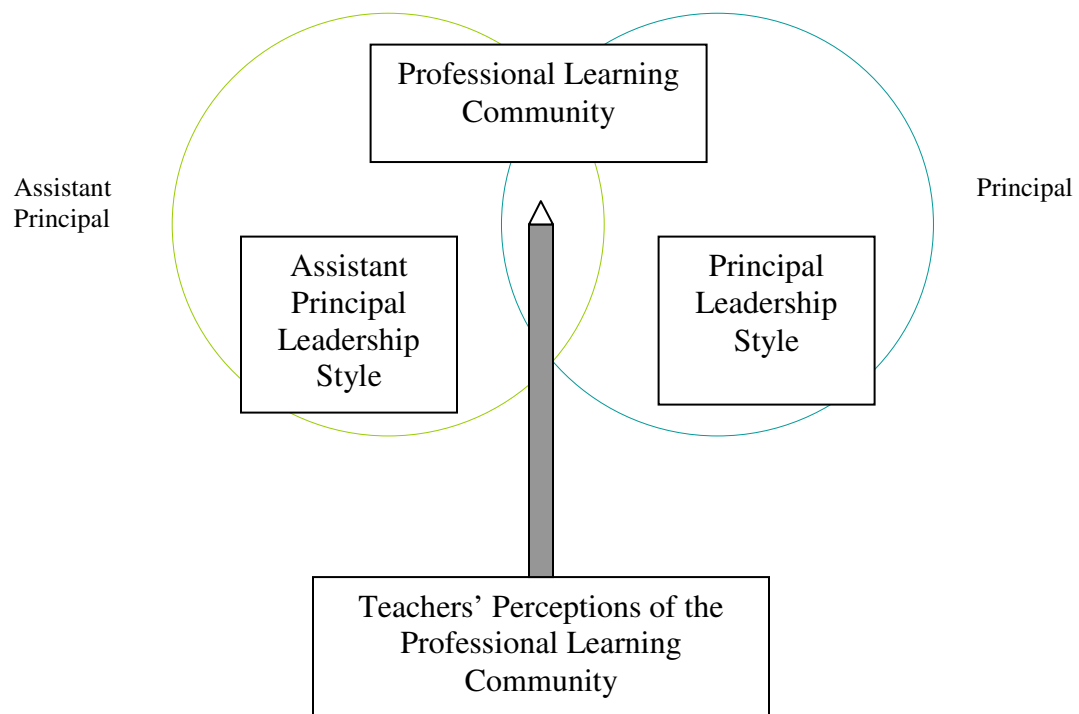 Professional Learning
Community
Assistant
Principal
Principal
Assistant
Principal
Leadership
Style
Principal
Leadership
Style
Teachers’ Perceptions of the
Professional Learning
Community